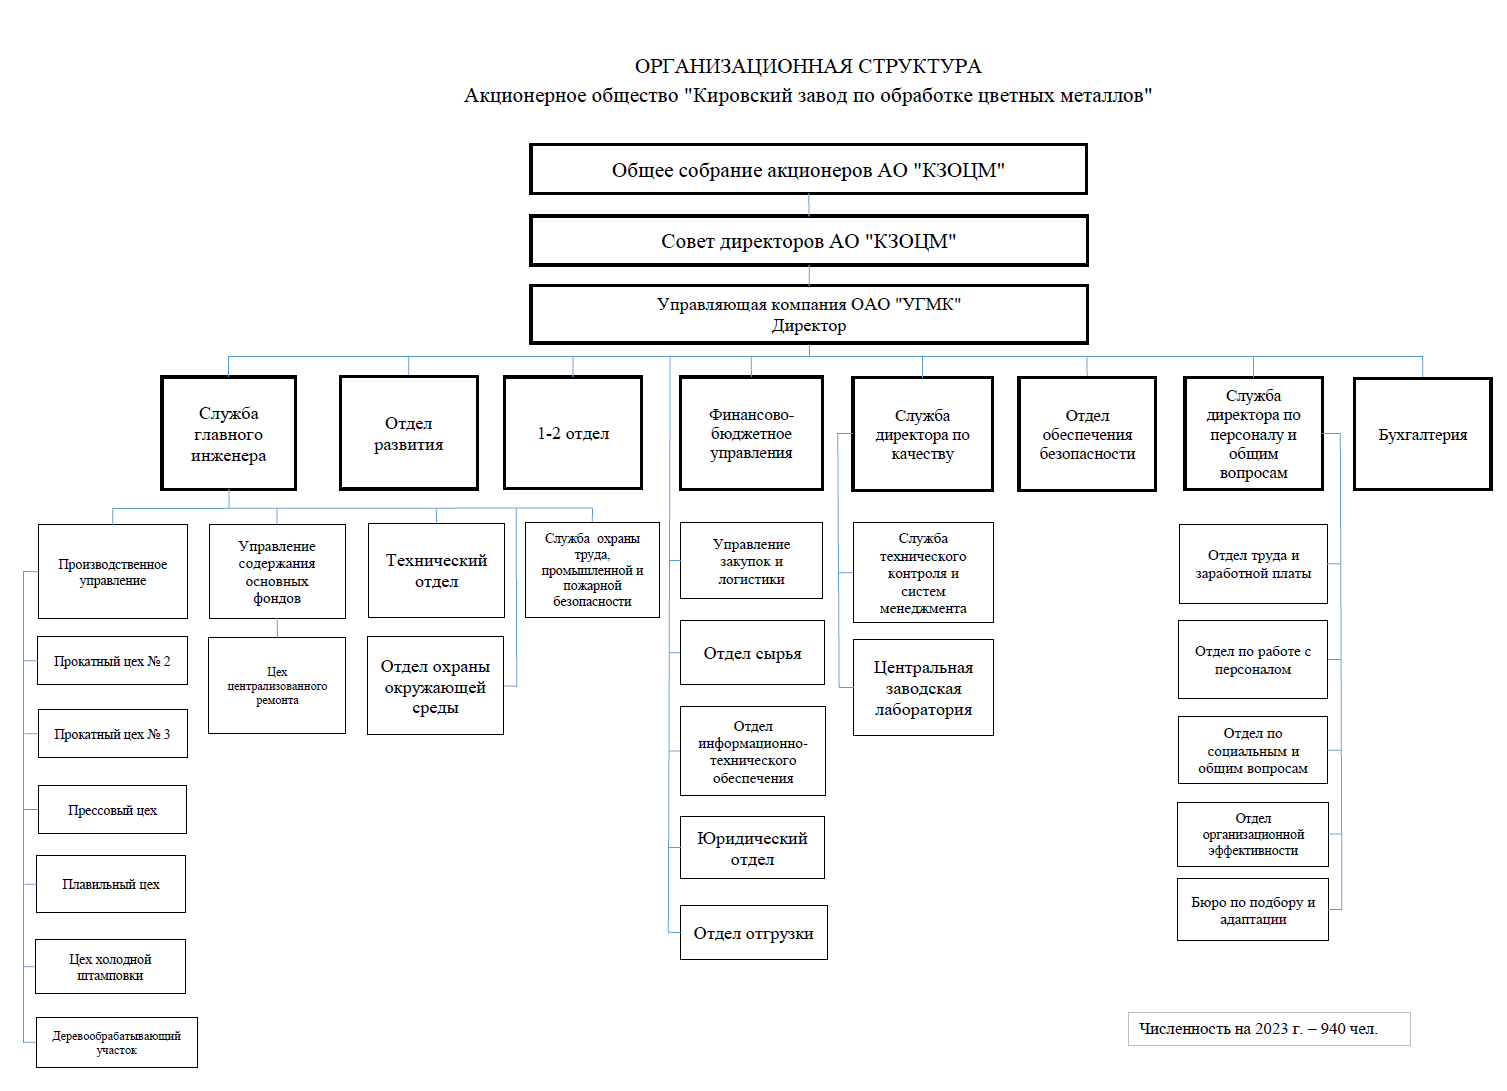 ОРГАНИЗАЦИОННАЯ СТРУКТУРА
Акционерное общество "Кировский завод по обработке цветных металлов"
Общее собрание акционеров АО "КЗОЦМ"
Совет директоров АО "КЗОЦМ"
Управляющая компания ОАО "УГМК"
Директор
Служба
главного
инженера
Отдел
развития
1-2 отдел
Финансово-
бюджетное
управления
Служба
директора по
качеству
Отдел
обеспечения
безопасности
Служба
директора по
персоналу и
общим
вопросам
Бухгалтерия
Производственное
управление
Управление
содержания
основных
фондов
Технический
отдел
Служба охраны
труда,
промышленной и
пожарной
безопасности
Управление
закупок и
логистики
Служба
технического
контроля и
систем
менеджмента
Отдел труда и
заработной платы
Прокатный цех № 2
Цех
централизованного
ремонта
Отдел охраны
окружающей
среды
Отдел сырья
Центральная
заводская
лаборатория
Отдел по работе с
персоналом
Прокатный цех № 3
Отдел
информационно-
технического
обеспечения
Отдел по
социальным и
общим вопросам
Прессовый цех
Юридический
отдел
Отдел
организационной
эффективности
Плавильный цех
Отдел отгрузки
Бюро по подбору и
адаптации
Цех холодной
штамповки
Деревообрабатывающий
участок
Численность на 2023 г. – 940 чел.